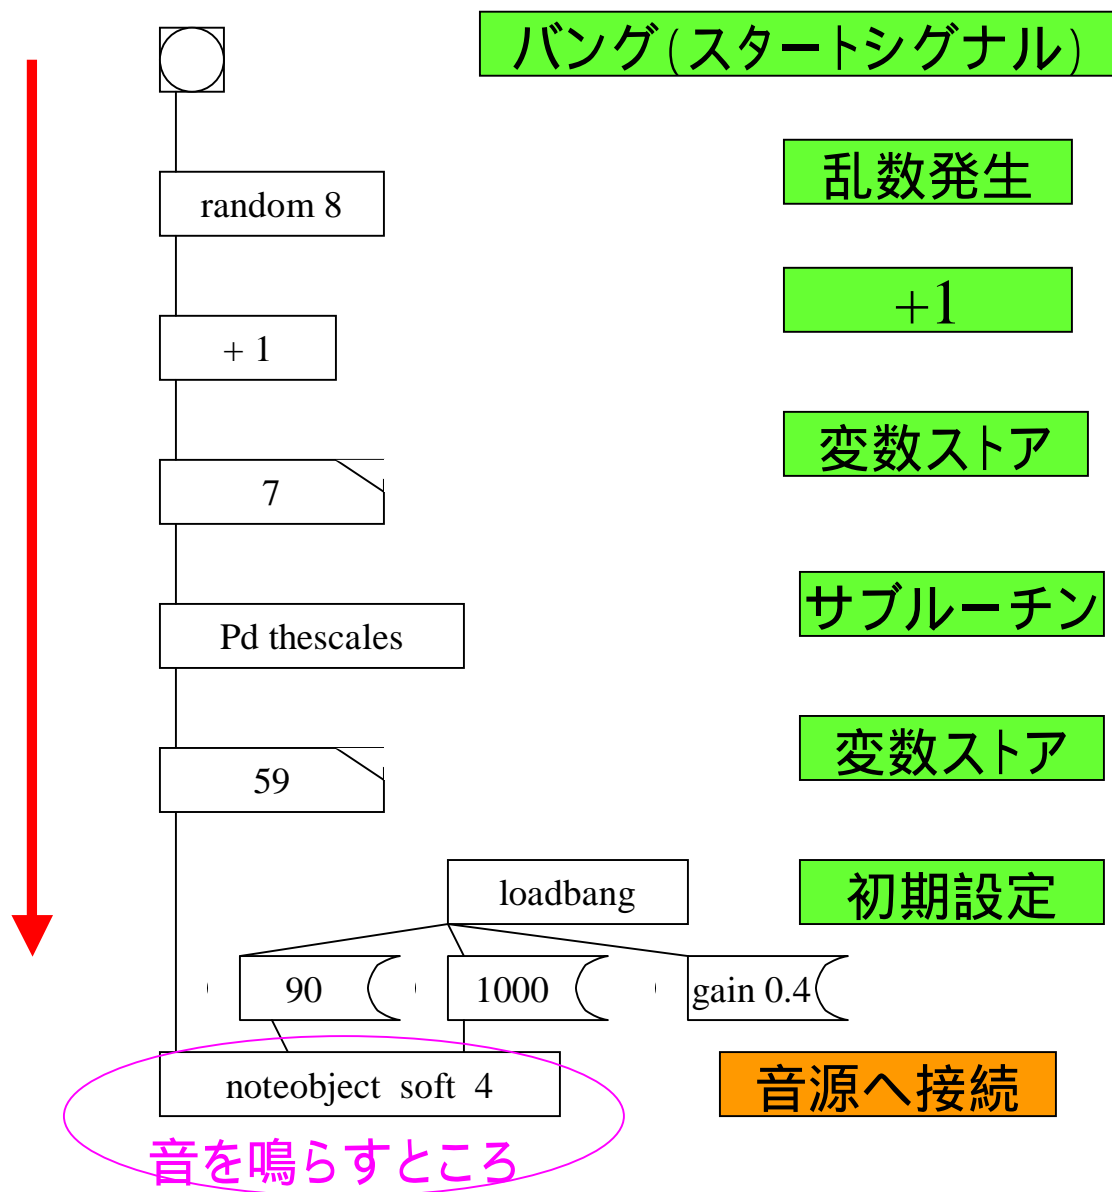 バング(スタートシグナル)
random 8
乱数発生
+ 1
+1
7
変数ストア
Pd thescales
サブルーチン
59
変数ストア
loadbang
初期設定
90
1000
gain 0.4
noteobject soft 4
音源へ接続
音を鳴らすところ